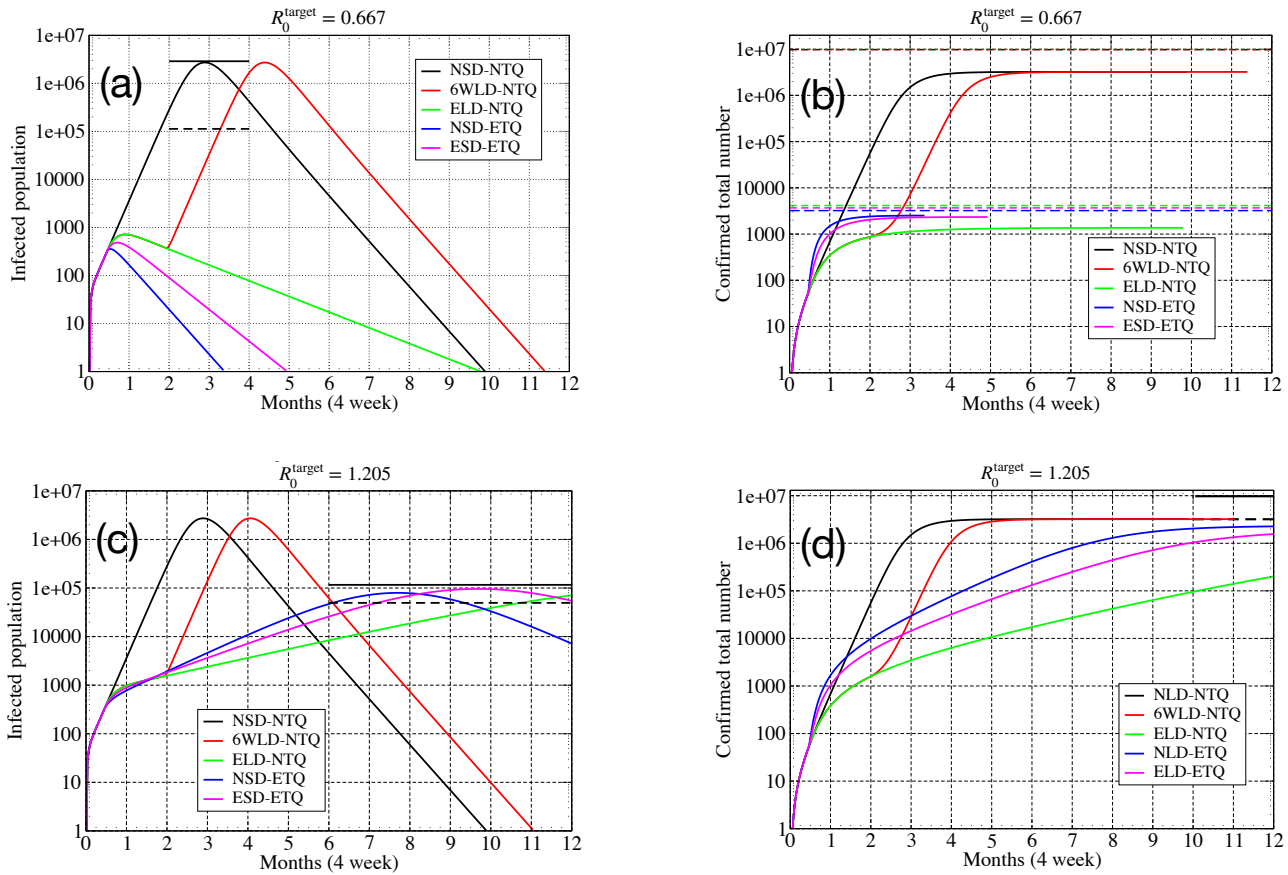 R₀^target = 0.667
1e+07
1e+06
1e+05
10000
1000
100
10
1
Infected population
(a)
NSD-NTQ
6WLD-NTQ
ELD-NTQ
NSD-ETQ
ESD-ETQ
0 1 2 3 4 5 6 7 8 9 10 11 12
Months (4 week)
R₀^target = 0.667
1e+07
1e+06
1e+05
10000
1000
100
10
1
Confirmed total number
(b)
NSD-NTQ
6WLD-NTQ
ELD-NTQ
NSD-ETQ
ESD-ETQ
0 1 2 3 4 5 6 7 8 9 10 11 12
Months (4 week)
R₀^target = 1.205
1e+07
1e+06
1e+05
10000
1000
100
10
1
Infected population
(c)
NSD-NTQ
6WLD-NTQ
ELD-NTQ
NSD-ETQ
ESD-ETQ
0 1 2 3 4 5 6 7 8 9 10 11 12
Months (4 week)
R₀^target = 1.205
1e+07
1e+06
1e+05
10000
1000
100
10
1
Confirmed total number
(d)
NLD-NTQ
6WLD-NTQ
ELD-NTQ
NLD-ETQ
ELD-ETQ
0 1 2 3 4 5 6 7 8 9 10 11 12
Months (4 week)